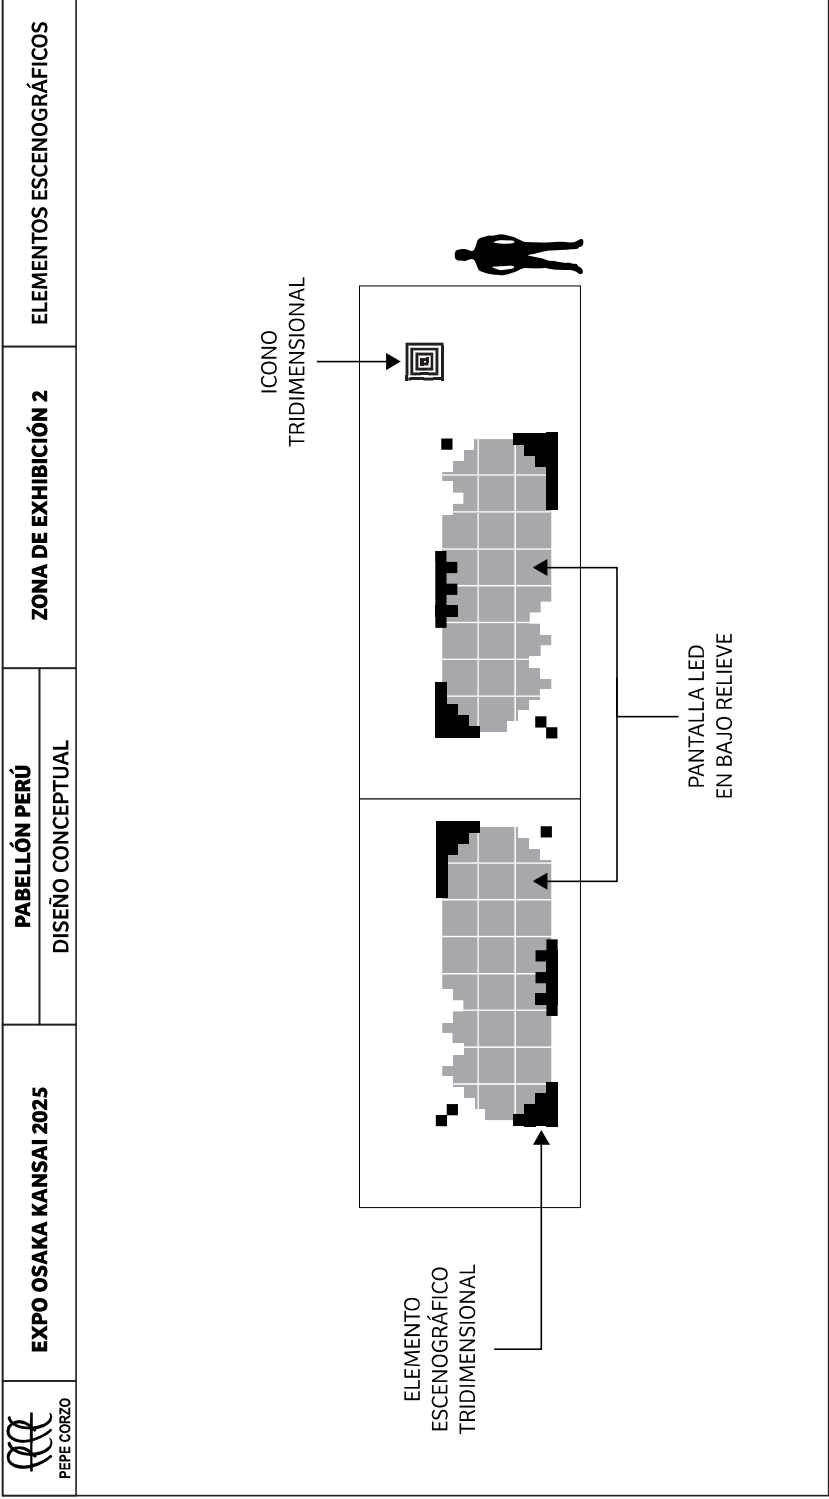 PEPE CORZO
EXPO OSAKA KANSAI 2025
PABELLÓN PERÚ
DISEÑO CONCEPTUAL
ZONA DE EXHIBICIÓN 2
ELEMENTOS ESCENOGRÁFICOS
ICONO
TRIDIMENSIONAL
ELEMENTO
ESCENOGRÁFICO
TRIDIMENSIONAL
PANTALLA LED
EN BAJO RELIEVE